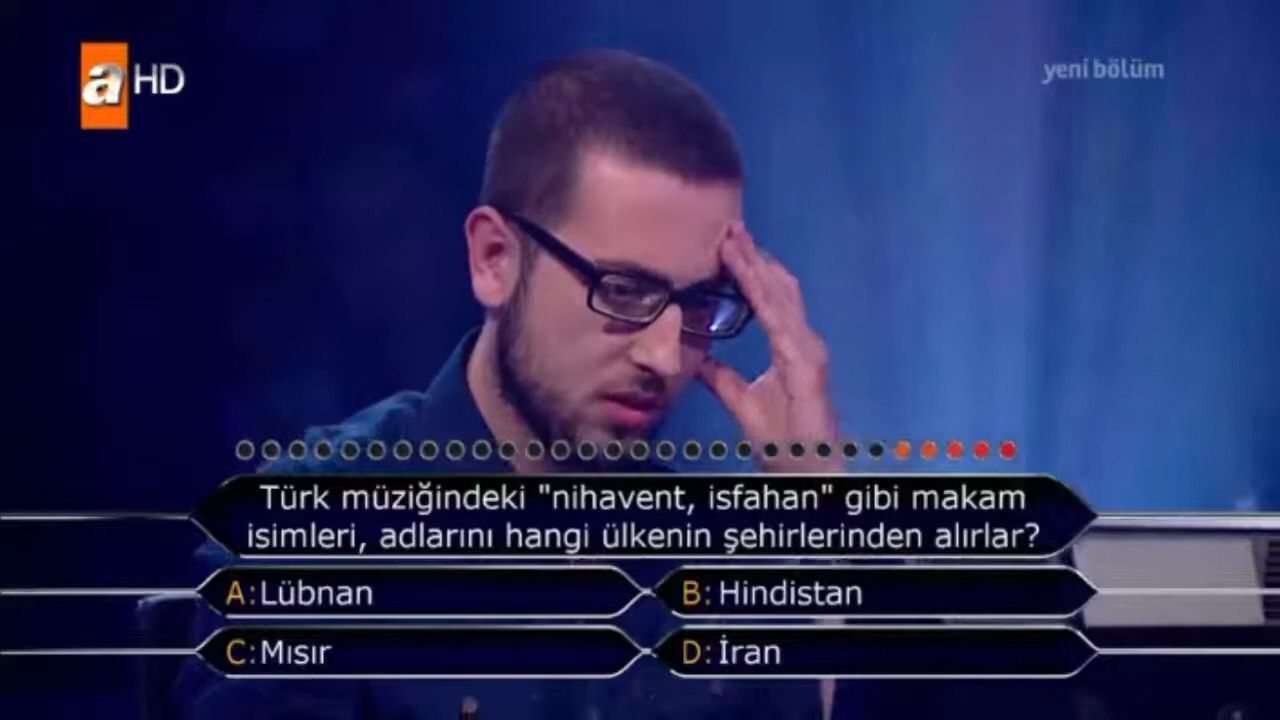 a HD
yeni bölüm
Türk müziğindeki "nihavent, isfahan" gibi makam
isimleri, adlarını hangi ülkenin şehirlerinden alırlar?
A:Lübnan
B:Hindistan
C:Mısır
D:İran